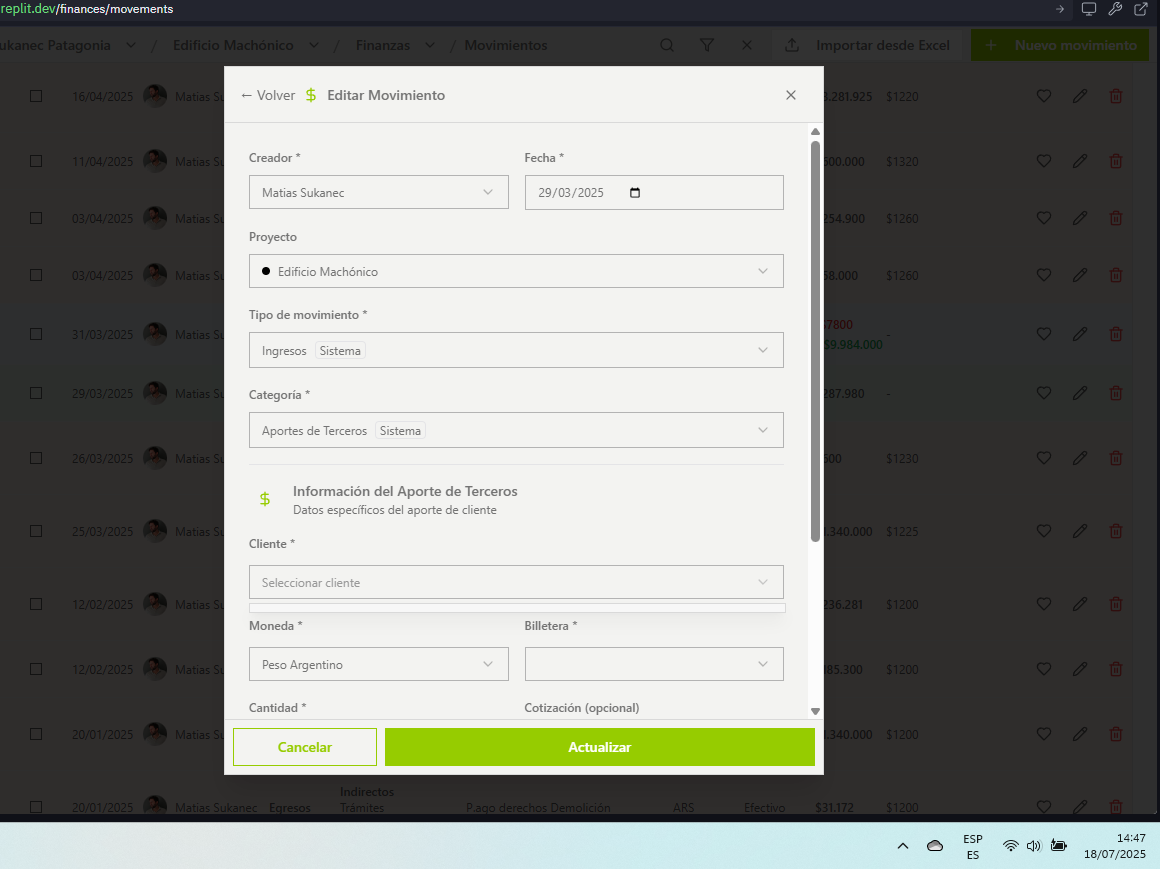 replit.dev/finances/movements
ukanec Patagonia / Edificio Machónico / Finanzas / Movimientos Importar desde Excel + Nuevo movimiento
← Volver $ Editar Movimiento
Creador * Fecha *
Matias Sukanec 29/03/2025
Proyecto
Edificio Machónico
Tipo de movimiento *
Ingresos Sistema
Categoría *
Aportes de Terceros Sistema
$ Información del Aporte de Terceros
Datos específicos del aporte de cliente
Cliente *
Seleccionar cliente
Moneda * Billetera *
Peso Argentino
Cantidad * Cotización (opcional)
Cancelar Actualizar
16/04/2025 Matias Su .281.925 $1220
11/04/2025 Matias Su 00.000 $1320
03/04/2025 Matias Su 254.900 $1260
03/04/2025 Matias Su 8.000 $1260
31/03/2025 Matias Su 7800 -
$9.984.000
29/03/2025 Matias Su 287.980 -
26/03/2025 Matias Su 00 $1230
25/03/2025 Matias Su .340.000 $1225
12/02/2025 Matias Su 236.281 $1200
12/02/2025 Matias Su 85.300 $1200
20/01/2025 Matias Su .340.000 $1200
Indirectos
20/01/2025 Matias Sukanec Egresos Trámites P.ago derechos Demolición ARS Efectivo $31.172 $1200
ESP 14:47
ES 18/07/2025